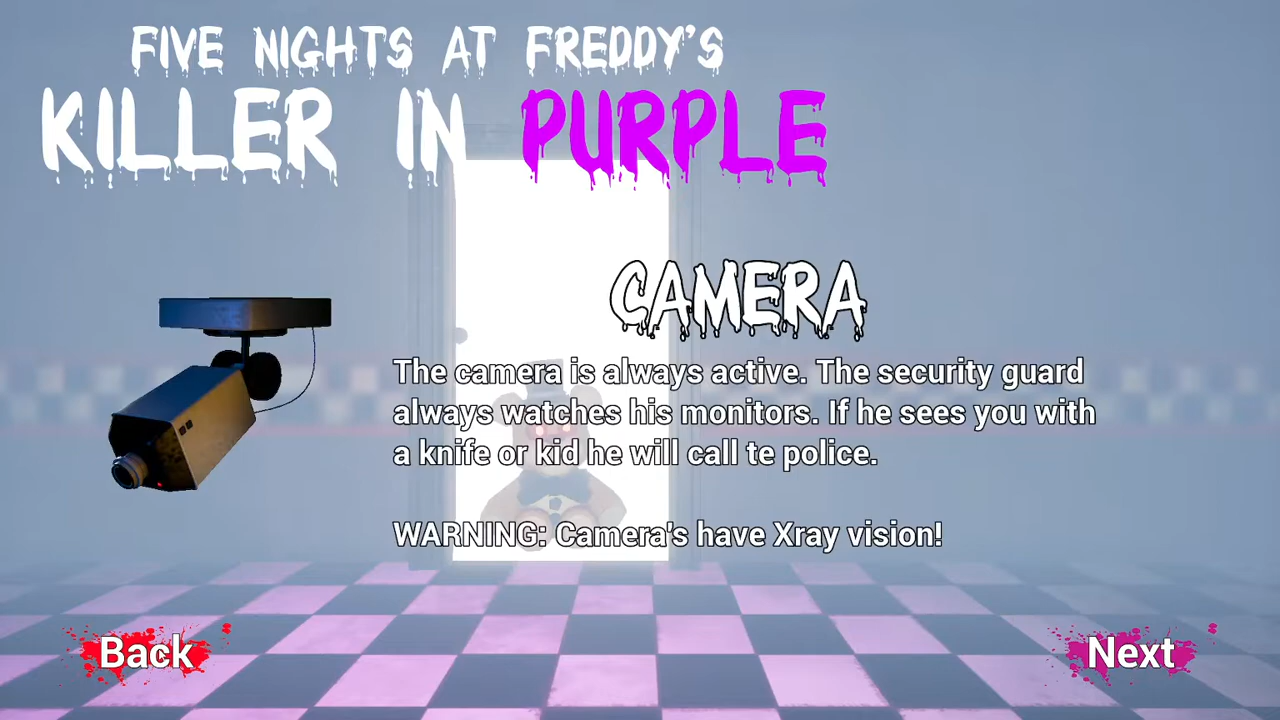 FIVE NIGHTS AT FREDDY'S
KILLER IN PURPLE
CAMERA
The camera is always active. The security guard
always watches his monitors. If he sees you with
a knife or kid he will call te police.
WARNING: Camera's have Xray vision!
Back
Next